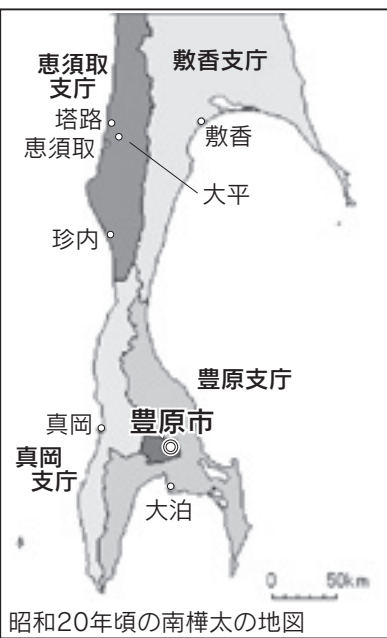 恵須取
支庁
敷香支庁
塔路
恵須取
敷香
大平
珍内
豊原支庁
真岡
豊原市
真岡
支庁
大泊
0 50km
昭和20年頃の南樺太の地図